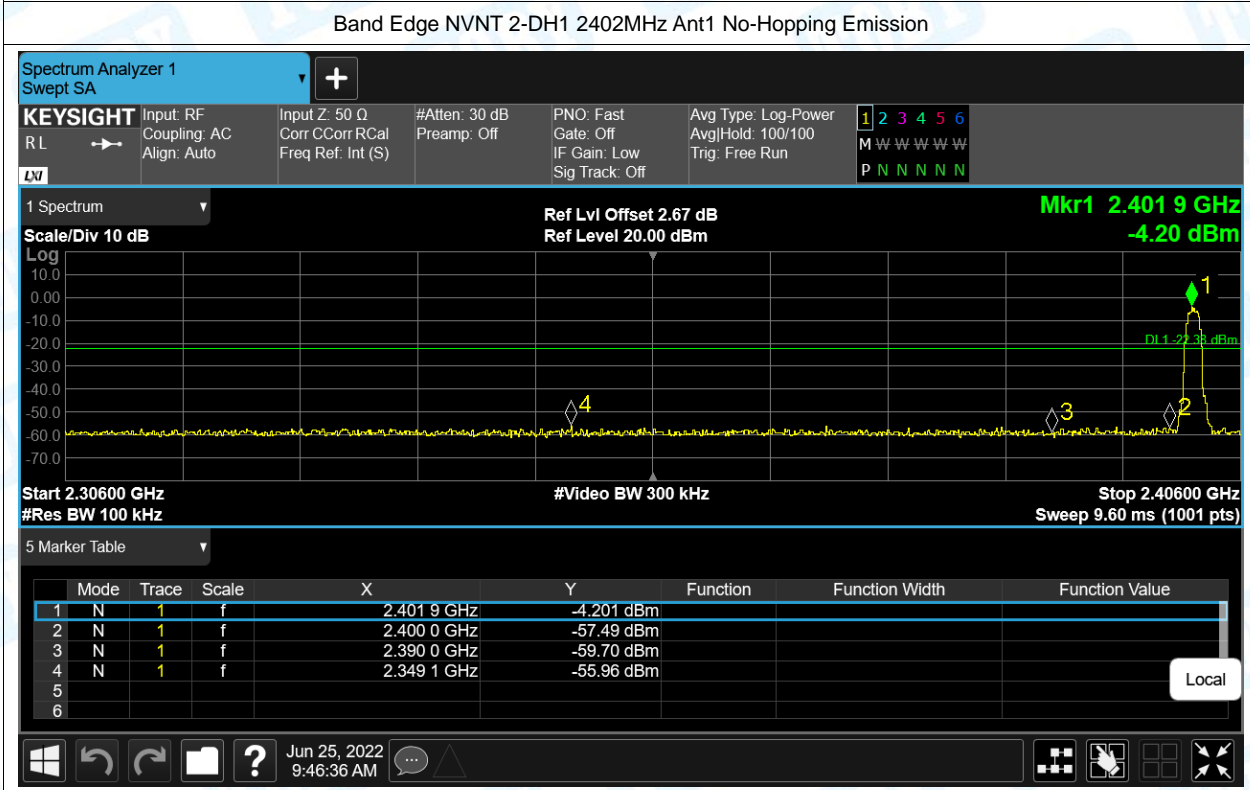 Band Edge NVNT 2-DH1 2402MHz Ant1 No-Hopping Emission
Spectrum Analyzer 1
Swept SA
KEYSIGHT
RL
LXI
Input: RF
Coupling: AC
Align: Auto
Input Z: 50 Ω
Corr CCorr RCal
Freq Ref: Int (S)
#Atten: 30 dB
Preamp: Off
PNO: Fast
Gate: Off
IF Gain: Low
Sig Track: Off
Avg Type: Log-Power
Avg|Hold: 100/100
Trig: Free Run
1 2 3 4 5 6
M W W W W W
P N N N N N
1 Spectrum
Scale/Div 10 dB
Ref Lvl Offset 2.67 dB
Ref Level 20.00 dBm
Mkr1 2.401 9 GHz
-4.20 dBm
Log
10.0
0.00
-10.0
-20.0
-30.0
-40.0
-50.0
-60.0
-70.0
1
DL1 -22.38 dBm
4
3
2
Start 2.30600 GHz
#Video BW 300 kHz
Stop 2.40600 GHz
#Res BW 100 kHz
Sweep 9.60 ms (1001 pts)
5 Marker Table
Mode Trace Scale X Y Function Function Width Function Value
1 N 1 f 2.401 9 GHz -4.201 dBm
2 N 1 f 2.400 0 GHz -57.49 dBm
3 N 1 f 2.390 0 GHz -59.70 dBm
4 N 1 f 2.349 1 GHz -55.96 dBm
5
6
Local
?
Jun 25, 2022
9:46:36 AM